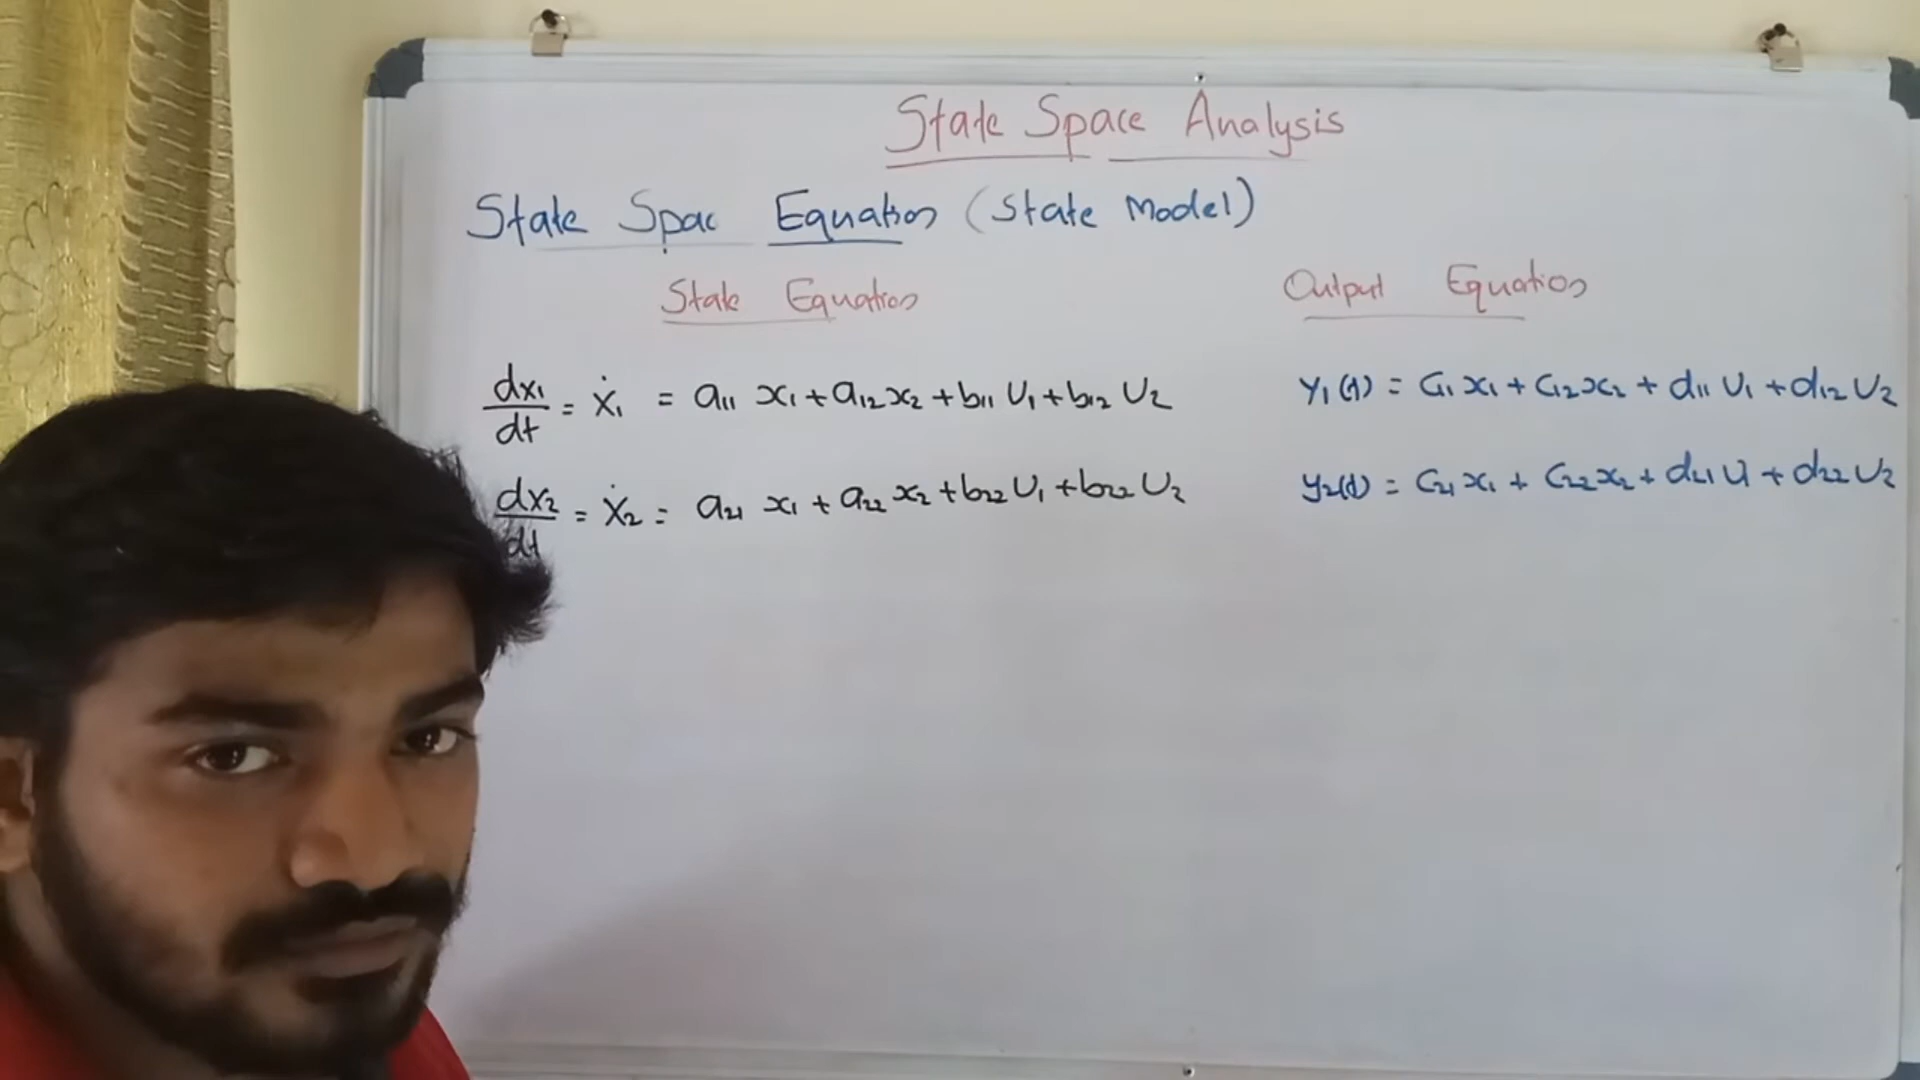 State Space Analysis
State Spac Equation (State Model)
State Equation
Output Equation
dx₁/dt = ẋ₁ = a₁₁ x₁ + a₁₂ x₂ + b₁₁ U₁ + b₁₂ U₂
dx₂/dt = ẋ₂ = a₂₁ x₁ + a₂₂ x₂ + b₂₂ U₁ + b₂₂ U₂
y₁(t) = C₁₁ x₁ + C₁₂ x₂ + d₁₁ U₁ + d₁₂ U₂
y₂(t) = C₂₁ x₁ + C₂₂ x₂ + d₂₁ U₁ + d₂₂ U₂